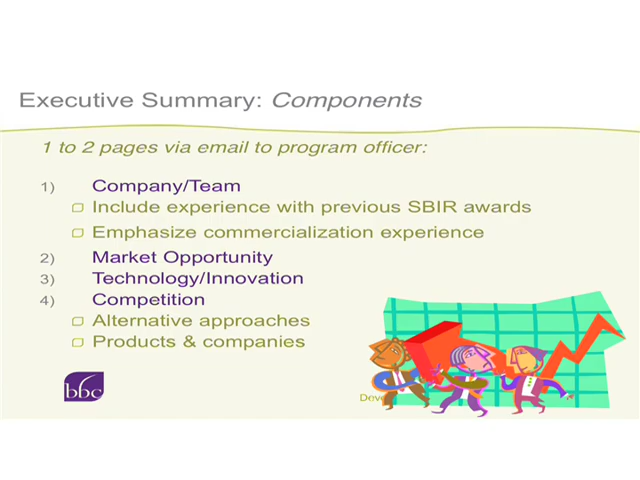 Executive Summary: Components
1 to 2 pages via email to program officer:
1) Company/Team
Include experience with previous SBIR awards
Emphasize commercialization experience
2) Market Opportunity
3) Technology/Innovation
4) Competition
Alternative approaches
Products & companies
bbc